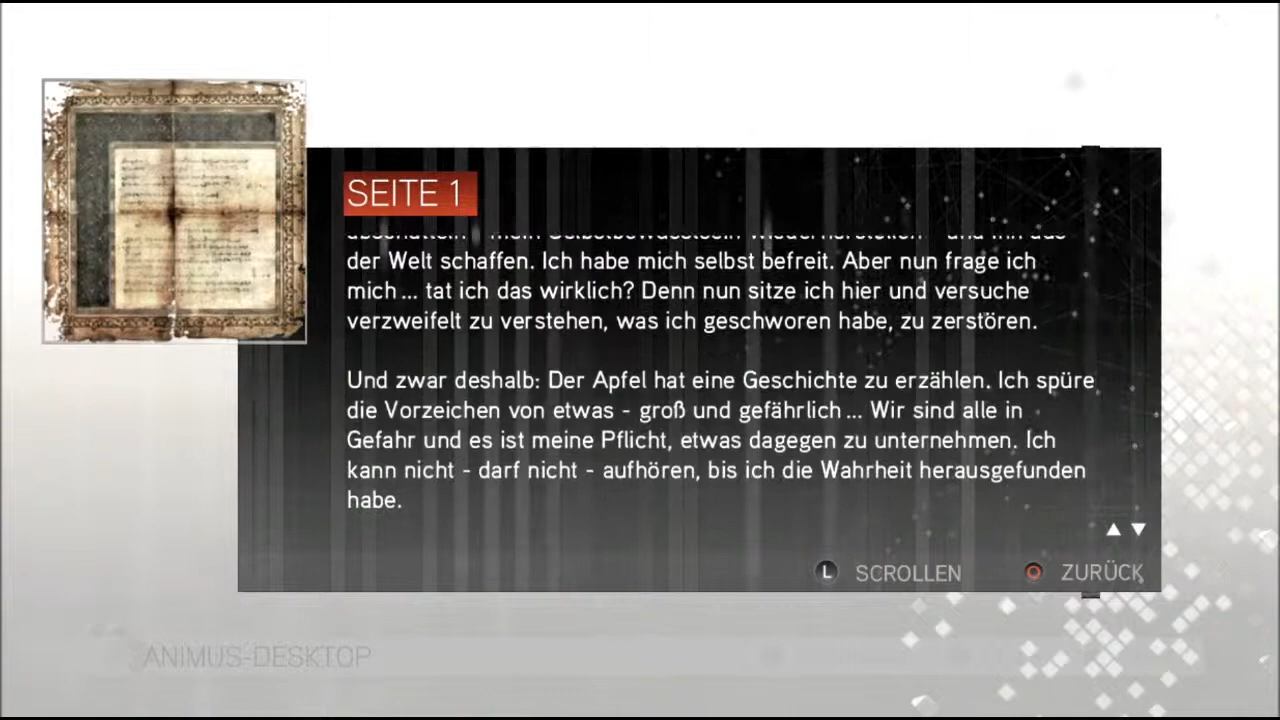 SEITE 1
der Welt schaffen. Ich habe mich selbst befreit. Aber nun frage ich
mich ... tat ich das wirklich? Denn nun sitze ich hier und versuche
verzweifelt zu verstehen, was ich geschworen habe, zu zerstören.
Und zwar deshalb: Der Apfel hat eine Geschichte zu erzählen. Ich spüre
die Vorzeichen von etwas - groß und gefährlich ... Wir sind alle in
Gefahr und es ist meine Pflicht, etwas dagegen zu unternehmen. Ich
kann nicht - darf nicht - aufhören, bis ich die Wahrheit herausgefunden
habe.
L SCROLLEN ZURÜCK
ANIMUS-DESKTOP